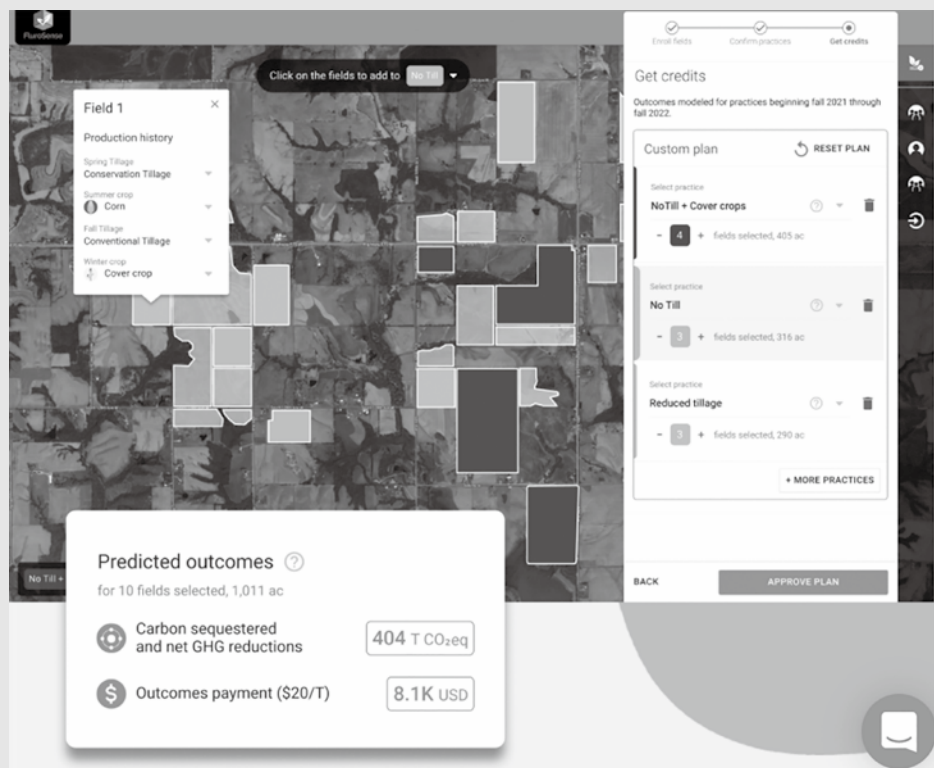 FluroSense
Click on the fields to add to No Till
Field 1
Production history
Spring Tillage
Conservation Tillage
Summer crop
Corn
Fall Tillage
Conventional Tillage
Winter crop
Cover crop
Enroll fields
Confirm practices
Get credits
Get credits
Outcomes modeled for practices beginning fall 2021 through
fall 2022.
Custom plan
RESET PLAN
Select practice
NoTill + Cover crops
?
- 4 + fields selected, 405 ac
Select practice
No Till
?
- 3 + fields selected, 316 ac
Select practice
Reduced tillage
?
- 3 + fields selected, 290 ac
+ MORE PRACTICES
BACK
APPROVE PLAN
No Till +
Predicted outcomes ?
for 10 fields selected, 1,011 ac
Carbon sequestered
and net GHG reductions
404 T CO₂eq
$ Outcomes payment ($20/T)
8.1K USD